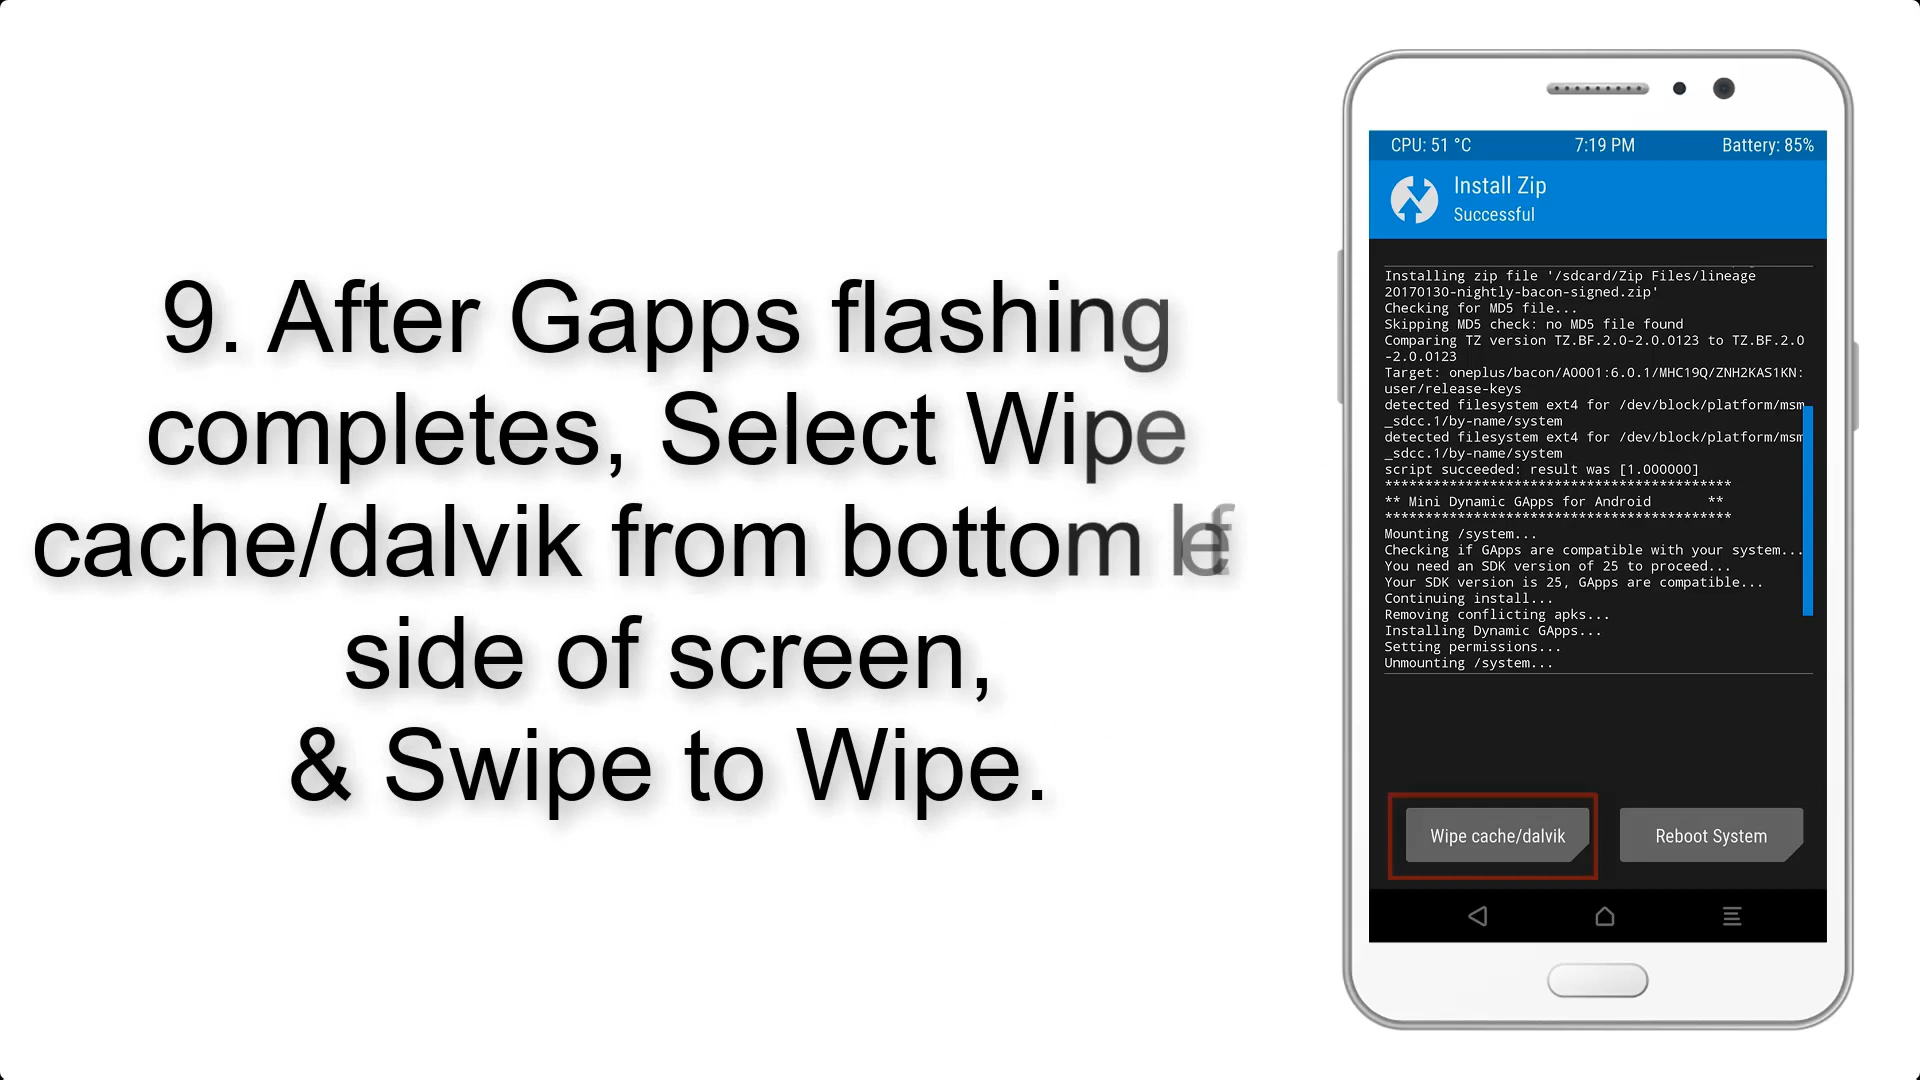 9. After Gapps flashing
completes, Select Wipe
cache/dalvik from bottom lef
side of screen,
& Swipe to Wipe.
CPU: 51 °C 7:19 PM Battery: 85%
Install Zip
Successful
Installing zip file '/sdcard/Zip Files/lineage
20170130-nightly-bacon-signed.zip'
Checking for MD5 file...
Skipping MD5 check: no MD5 file found
Comparing TZ version TZ.BF.2.0-2.0.0123 to TZ.BF.2.0
-2.0.0123
Target: oneplus/bacon/A0001:6.0.1/MHC19Q/ZNH2KAS1KN:
user/release-keys
detected filesystem ext4 for /dev/block/platform/msm
_sdcc.1/by-name/system
detected filesystem ext4 for /dev/block/platform/msm
_sdcc.1/by-name/system
script succeeded: result was [1.000000]
******************************************
** Mini Dynamic GApps for Android       **
******************************************
Mounting /system...
Checking if GApps are compatible with your system...
You need an SDK version of 25 to proceed...
Your SDK version is 25, GApps are compatible...
Continuing install...
Removing conflicting apks...
Installing Dynamic GApps...
Setting permissions...
Unmounting /system...
Wipe cache/dalvik Reboot System